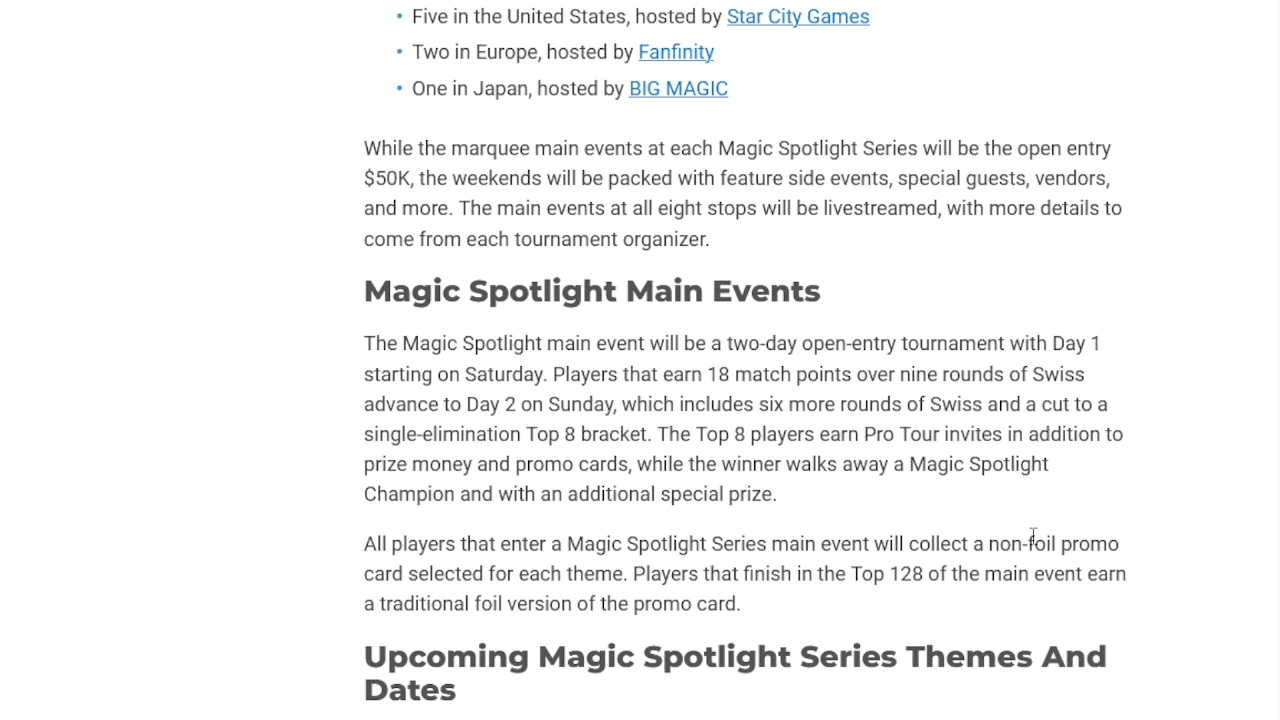 • Five in the United States, hosted by Star City Games
• Two in Europe, hosted by Fanfinity
• One in Japan, hosted by BIG MAGIC
While the marquee main events at each Magic Spotlight Series will be the open entry
$50K, the weekends will be packed with feature side events, special guests, vendors,
and more. The main events at all eight stops will be livestreamed, with more details to
come from each tournament organizer.
Magic Spotlight Main Events
The Magic Spotlight main event will be a two-day open-entry tournament with Day 1
starting on Saturday. Players that earn 18 match points over nine rounds of Swiss
advance to Day 2 on Sunday, which includes six more rounds of Swiss and a cut to a
single-elimination Top 8 bracket. The Top 8 players earn Pro Tour invites in addition to
prize money and promo cards, while the winner walks away a Magic Spotlight
Champion and with an additional special prize.
All players that enter a Magic Spotlight Series main event will collect a non-foil promo
card selected for each theme. Players that finish in the Top 128 of the main event earn
a traditional foil version of the promo card.
Upcoming Magic Spotlight Series Themes And
Dates